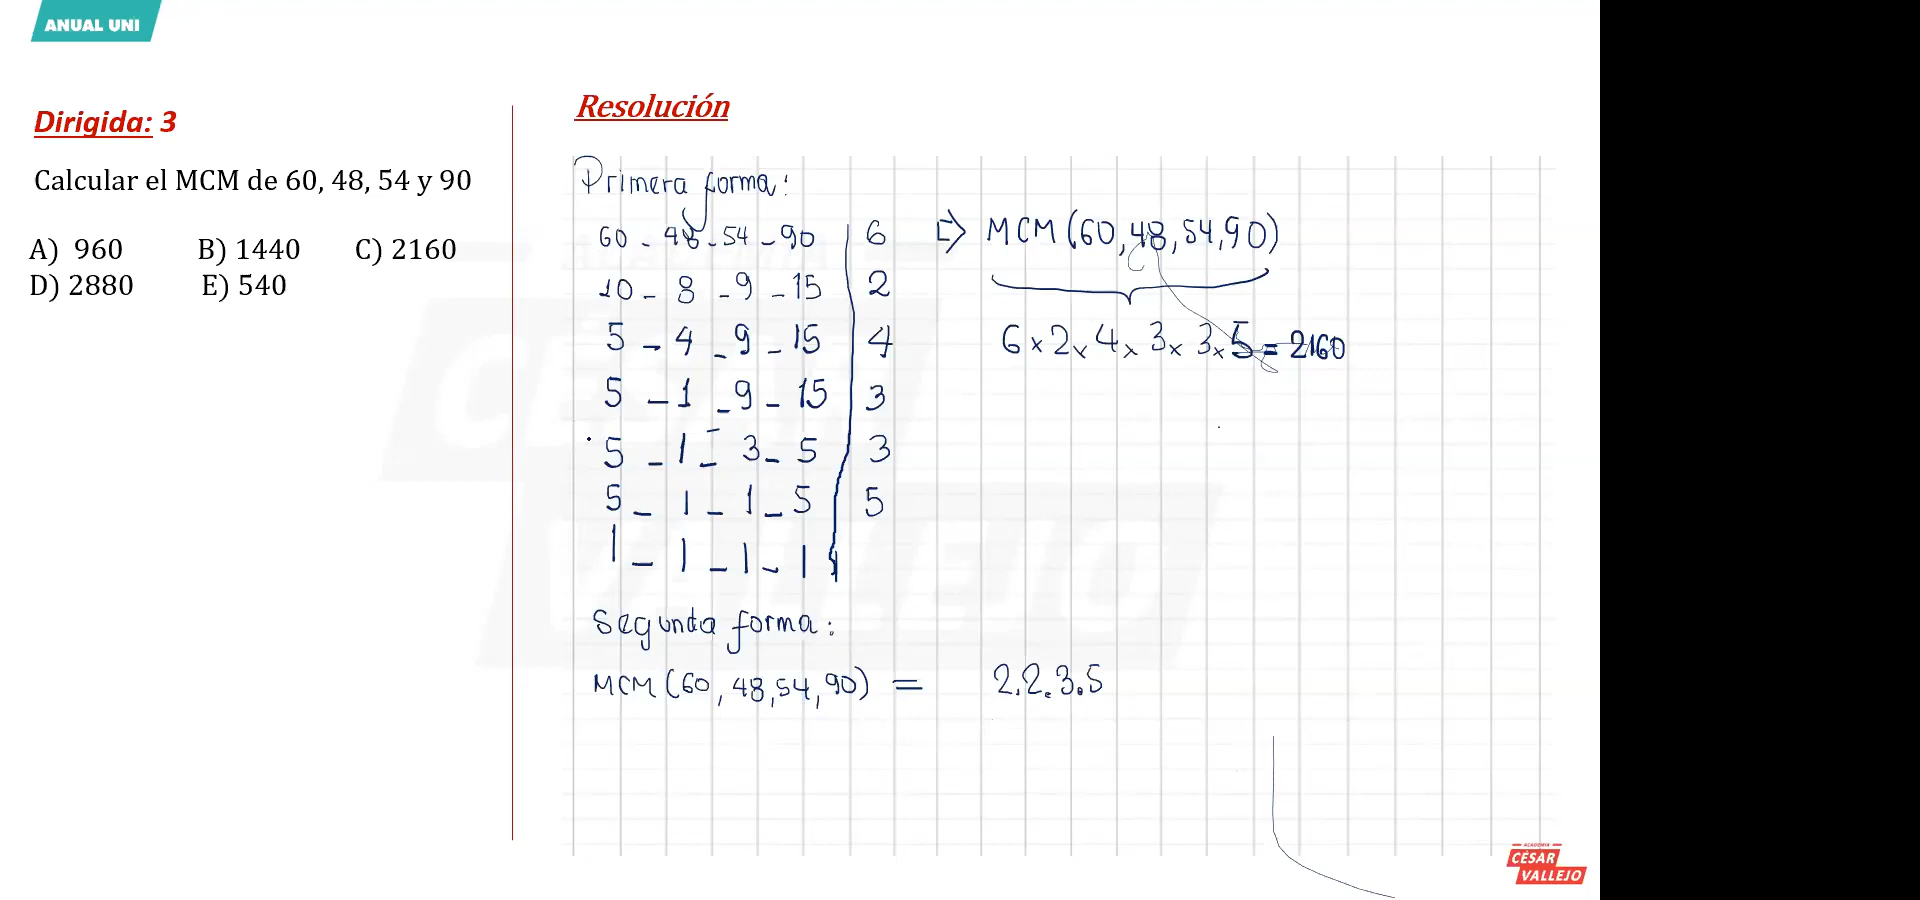 ANUAL UNI
Dirigida: 3
Calcular el MCM de 60, 48, 54 y 90
A) 960 B) 1440 C) 2160
D) 2880 E) 540
Resolución
Primera forma:
60 - 48 - 54 - 90 | 6
10 - 8 - 9 - 15 | 2
5 - 4 - 9 - 15 | 4
5 - 1 - 9 - 15 | 3
5 - 1 - 3 - 5 | 3
5 - 1 - 1 - 5 | 5
1 - 1 - 1 - 1
⇒ MCM (60, 48, 54, 90)
6 x 2 x 4 x 3 x 3 x 5 = 2160
Segunda forma:
MCM (60, 48, 54, 90) = 2.2.3.5
ACADEMIA
CÉSAR
VALLEJO